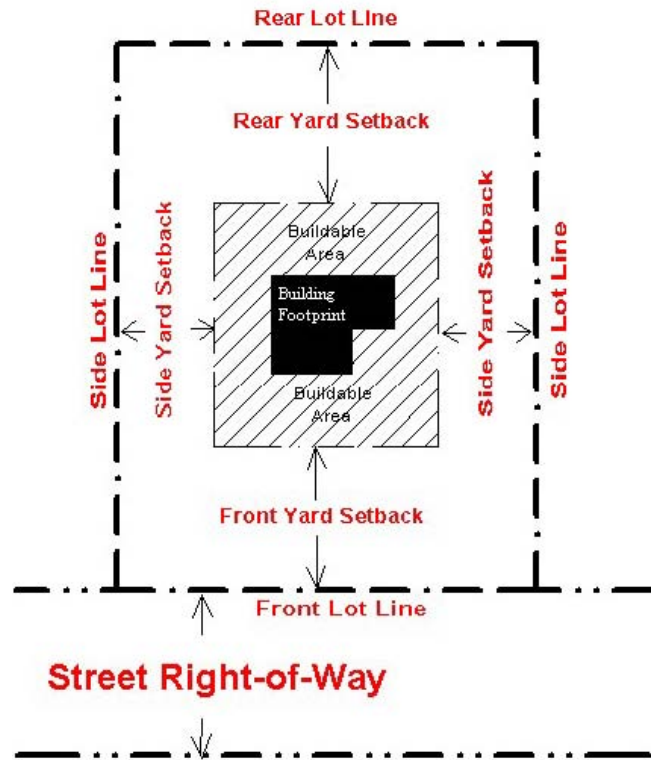 Rear Lot Line
Rear Yard Setback
Side Lot Line
Side Yard Setback
Buildable
Area
Building
Footprint
Buildable
Area
Side Yard Setback
Side Lot Line
Front Yard Setback
Front Lot Line
Street Right-of-Way